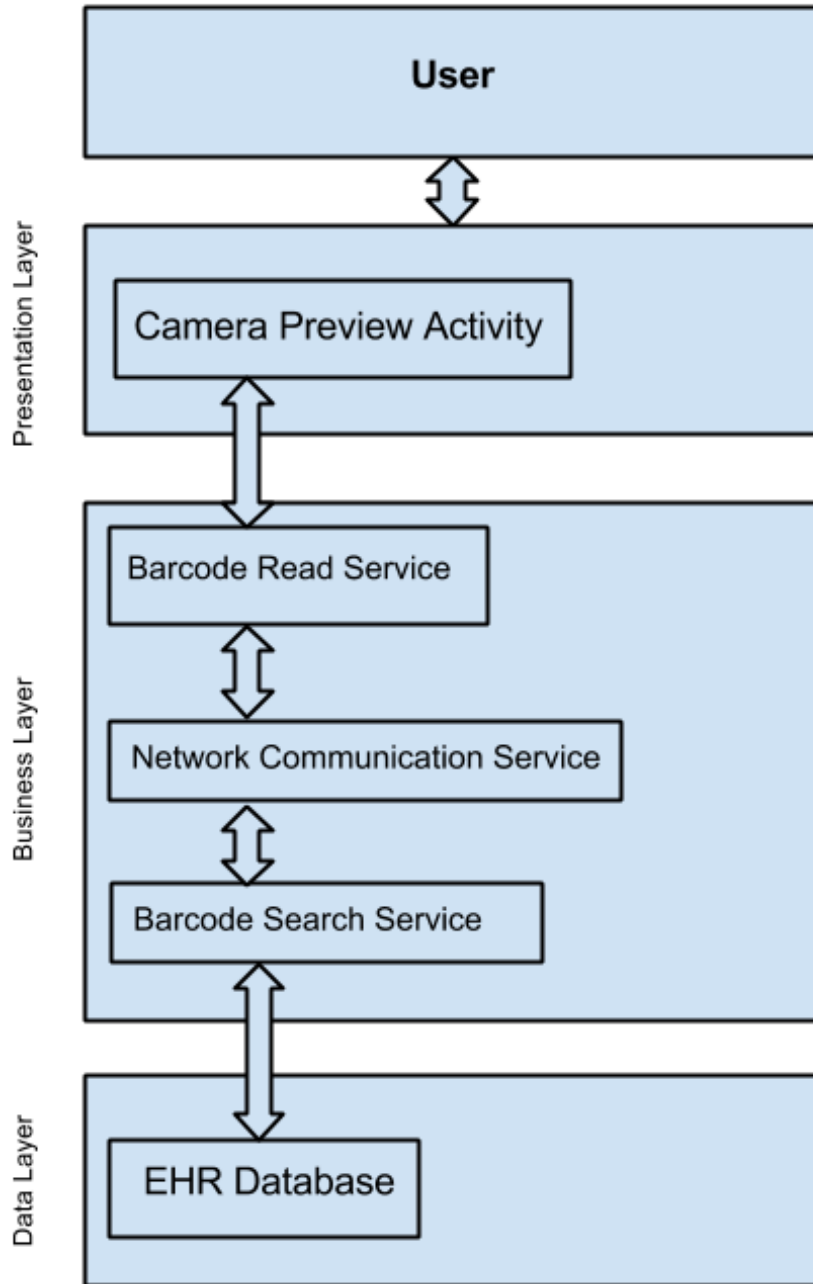 User
Presentation Layer
Camera Preview Activity
Business Layer
Barcode Read Service
Network Communication Service
Barcode Search Service
Data Layer
EHR Database